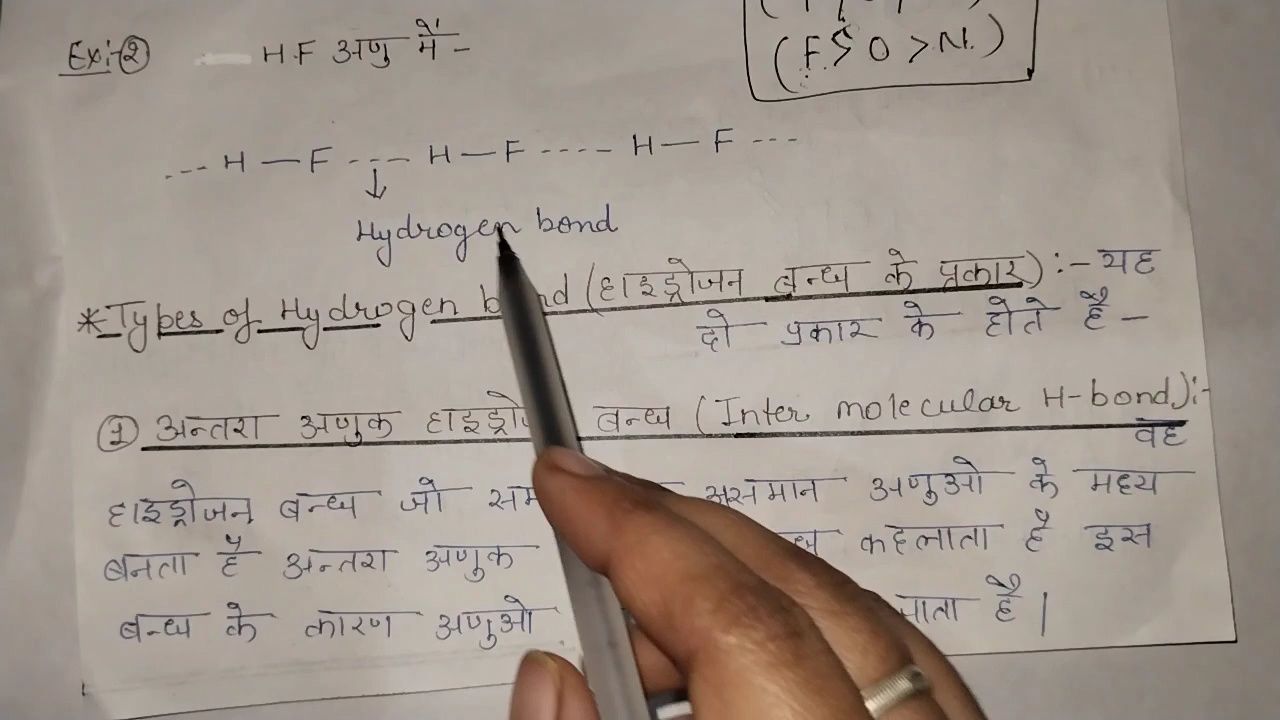 (F > O > N.)
Ex:-② H.F अणु में -
--- H — F --- H — F ---- H — F ---
Hydrogen bond
*Types of Hydrogen bond (हाइड्रोजन बन्ध के प्रकार) :- यह
दो प्रकार के होते है -
① अन्तरा अणुक हाइड्रो बन्ध (Inter molecular H-bond) :-
वह
हाइड्रोजन बन्ध जो असमान अणुओ के मध्य
बनता है अन्तरा अणुक कहलाता है इस
बन्ध के कारण अणुओ है |